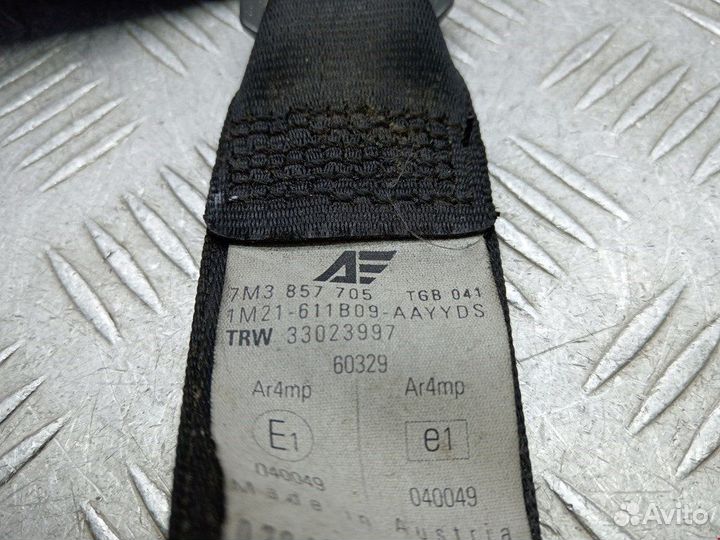 AE
7M3 857 705 TGB 041
1M21-611B09-AAYYDS
TRW 33023997
60329
Ar4mp Ar4mp
E1 e1
040049 040049
Made in Austria
Avito